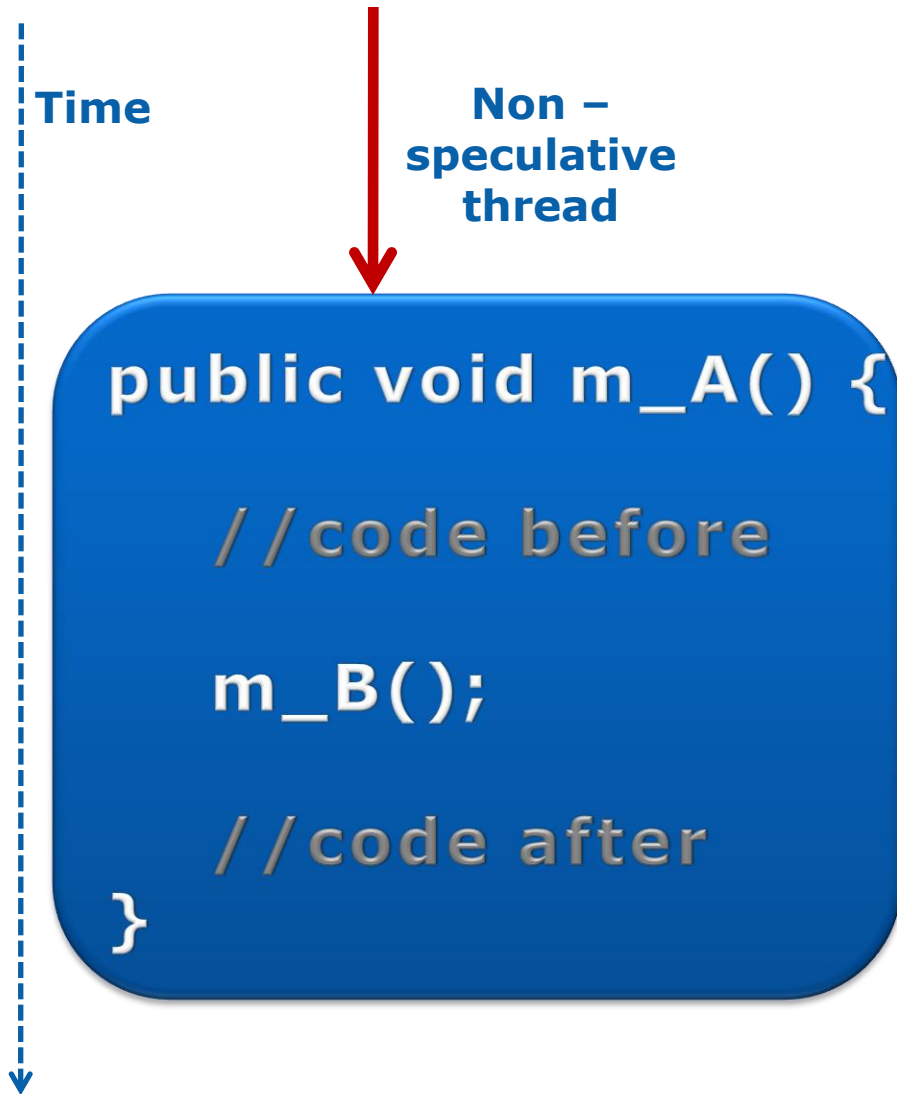 Time
Non –
speculative
thread
public void m_A() {
//code before
m_B();
//code after
}